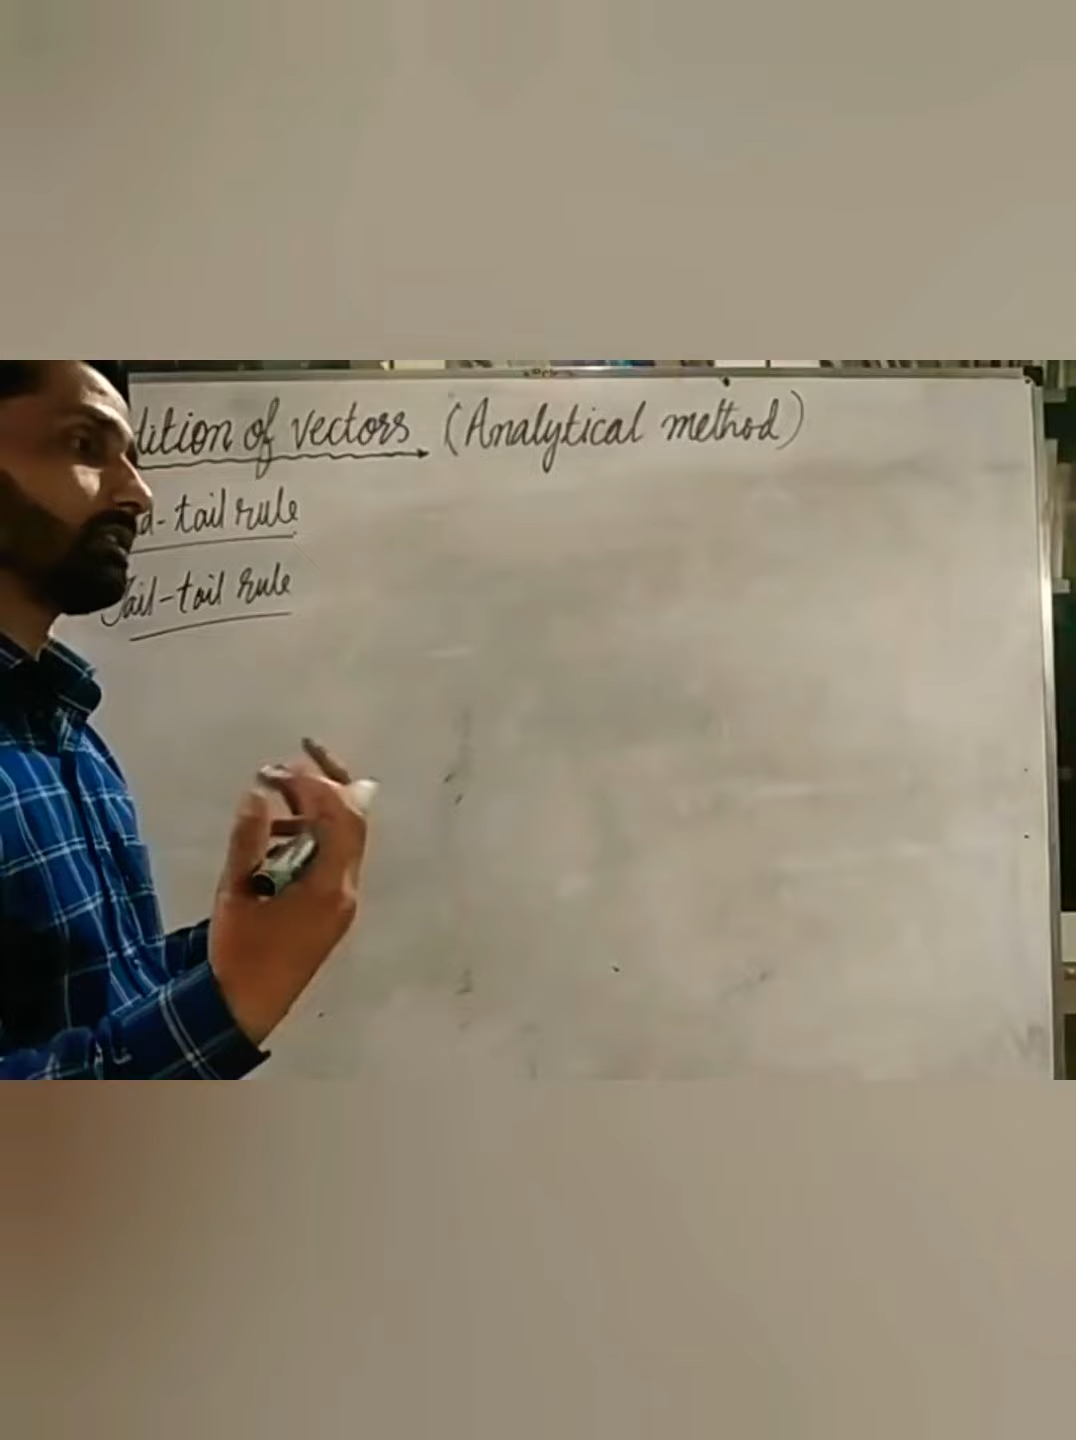 dition of vectors (Analytical method)
d-tail rule
Tail-tail rule